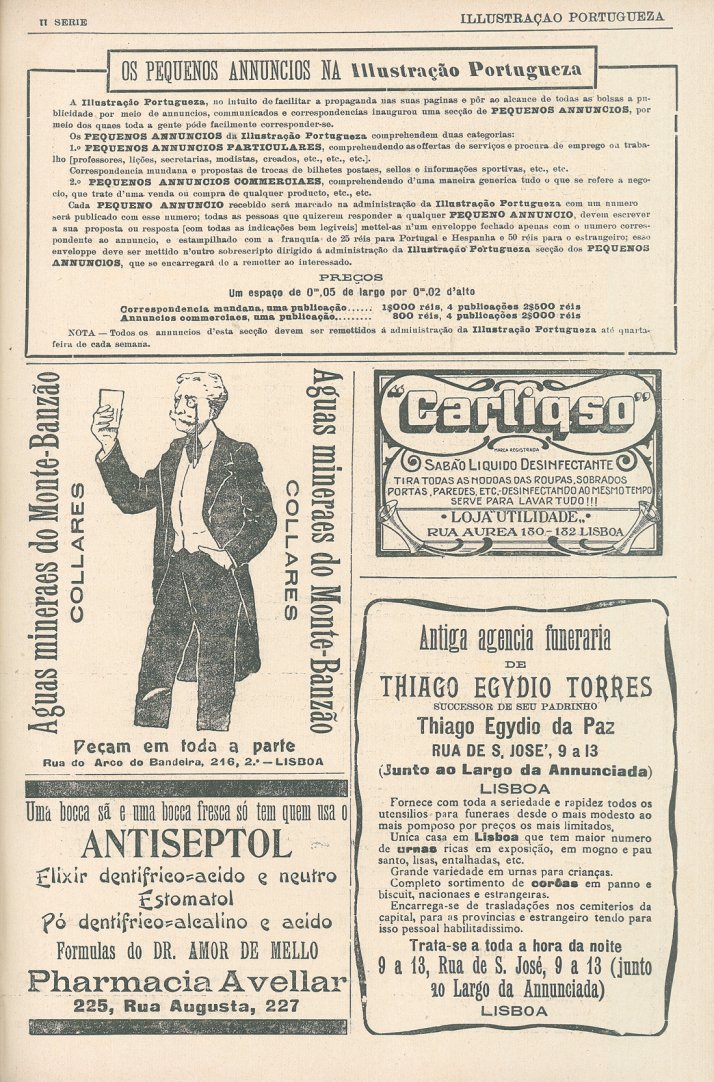 II SERIE
ILLUSTRAÇAO PORTUGUEZA
OS PEQUENOS ANNUNCIOS NA Illustração Portugueza
A Illustração Portugueza, no intuito de facilitar a propaganda nas suas paginas e pôr ao alcance de todas as bolsas a pu-
blicidade por meio de annuncios, communicados e correspondencias inaugurou uma secção de PEQUENOS ANNUNCIOS, por
meio dos quaes toda a gente póde facilmente corresponder-se.
Os PEQUENOS ANNUNCIOS da Illustração Portugueza comprehendem duas categorias:
1.º PEQUENOS ANNUNCIOS PARTICULARES, comprehendendo as offertas de serviços e procura de emprego ou traba-
lho [professores, lições, secretarias, modistas, creados, etc., etc., etc.].
Correspondencia mundana e propostas de trocas de bilhetes postaes, sellos e informações sportivas, etc., etc.
2.º PEQUENOS ANNUNCIOS COMMERCIAES, comprehendendo d'uma maneira generica tudo o que se refere a nego-
cio, que trate d'uma venda ou compra de qualquer producto, etc., etc.
Cada PEQUENO ANNUNCIO recebido será marcado na administração da Illustração Portugueza com um numero
será publicado com esse numero; todas as pessoas que quizerem responder a qualquer PEQUENO ANNUNCIO, devem escrever
a sua proposta ou resposta [com todas as indicações bem legiveis] mettel-as n'um enveloppe fechado apenas com o numero corres-
pondente ao annuncio, e estampilhado com a franquia de 25 réis para Portugal e Hespanha e 50 réis para o estrangeiro; esso
enveloppe deve ser mettido n'outro sobrescripto dirigido á administração da Illustração Portugueza secção dos PEQUENOS
ANNUNCIOS, que se encarregará do a remetter ao interessado.
PREÇOS
Um espaço de 0m,05 de largo por 0m.02 d'alto
Correspondencia mundana, uma publicação...... 1$000 réis, 4 publicações 2$500 réis
Annuncios commerciaes, uma publicação......... 800 réis, 4 publicações 2$000 réis
NOTA — Todos os annuncios d'esta secção devem ser remettidos á administração da Illustração Portugueza até quarta-
feira de cada semana.
Aguas mineraes do Monte-Banzão
COLLARES
Aguas mineraes do Monte-Banzão
COLLARES
Peçam em toda a parte
Rua do Arco do Bandeira, 216, 2.º — LISBOA
"Carliqso"
MARCA REGISTRADA
SABÃO LIQUIDO DESINFECTANTE
TIRA TODAS AS NODOAS DAS ROUPAS, SOBRADOS
PORTAS, PAREDES, ETC,-DESINFECTANDO AO MESMO TEMPO
SERVE PARA LAVAR TUDO!!!
LOJA "UTILIDADE"
RUA AUREA 180-182 LISBOA
Uma bocca sã e uma bocca fresca só tem quem usa o
ANTISEPTOL
Elixir dentifrico=acido e neutro
Estomatol
Pó dentifrico=alcalino e acido
Formulas do DR. AMOR DE MELLO
Pharmacia Avellar
225, Rua Augusta, 227
Antiga agencia funeraria
DE
THIAGO EGYDIO TORRES
SUCCESSOR DE SEU PADRINHO
Thiago Egydio da Paz
RUA DE S. JOSE', 9 a 13
(Junto ao Largo da Annunciada)
LISBOA
Fornece com toda a seriedade e rapidez todos os
utensilios para funeraes desde o mais modesto ao
mais pomposo por preços os mais limitados.
Unica casa em Lisboa que tem maior numero
de urnas ricas em exposição, em mogno e pau
santo, lisas, entalhadas, etc.
Grande variedade em urnas para crianças.
Completo sortimento de corôas em panno e
biscuit, nacionaes e estrangeiras.
Encarrega-se de trasladações nos cemiterios da
capital, para as provincias e estrangeiro tendo para
isso pessoal habilitadissimo.
Trata-se a toda a hora da noite
9 a 13, Rua de S. José, 9 a 13 (junto
ao Largo da Annunciada)
LISBOA